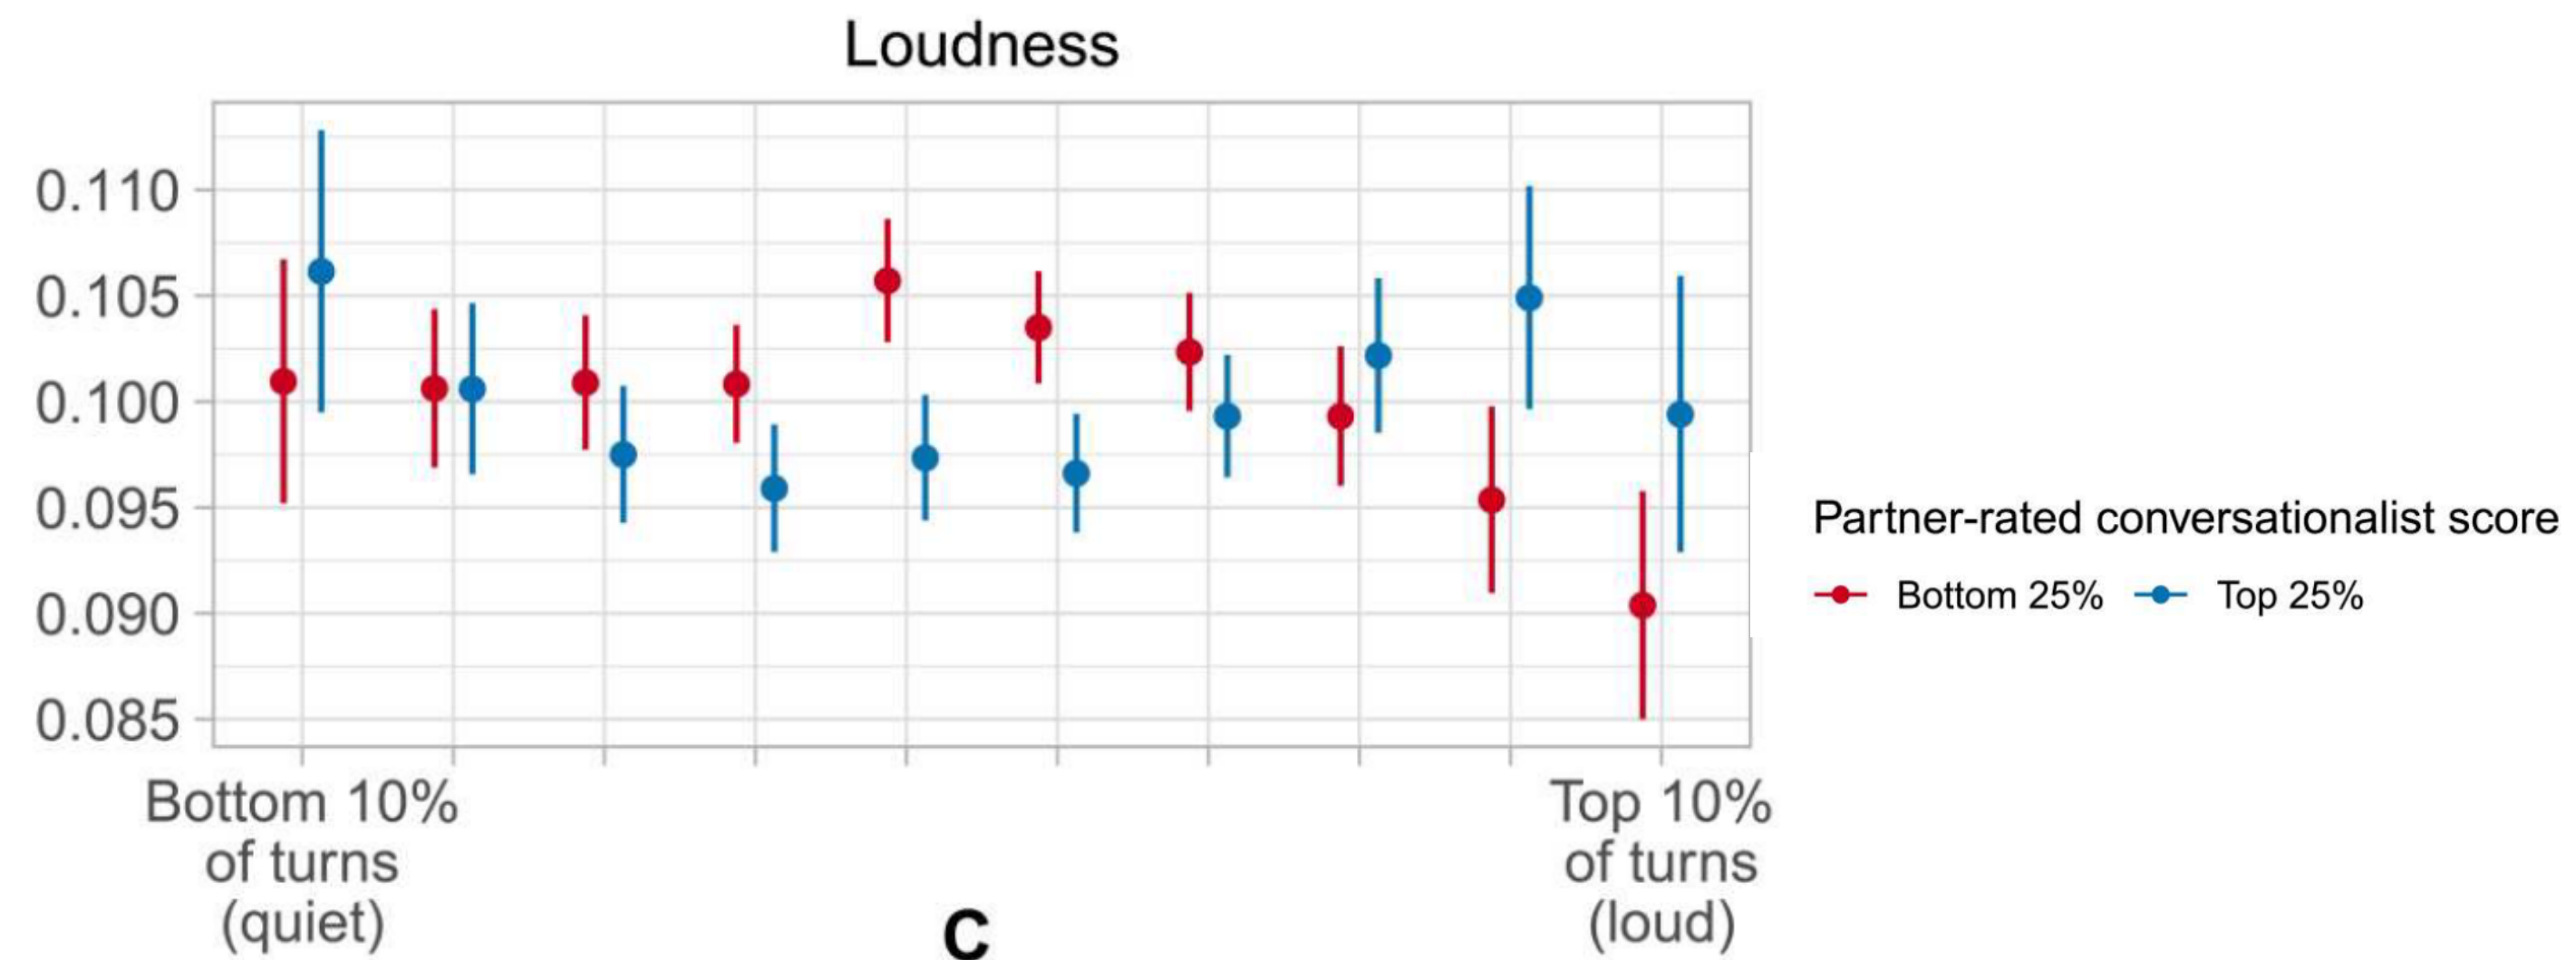 Loudness
0.110
0.105
0.100
0.095
0.090
0.085
Partner-rated conversationalist score
Bottom 25% Top 25%
Bottom 10%
of turns
(quiet)
Top 10%
of turns
(loud)
C